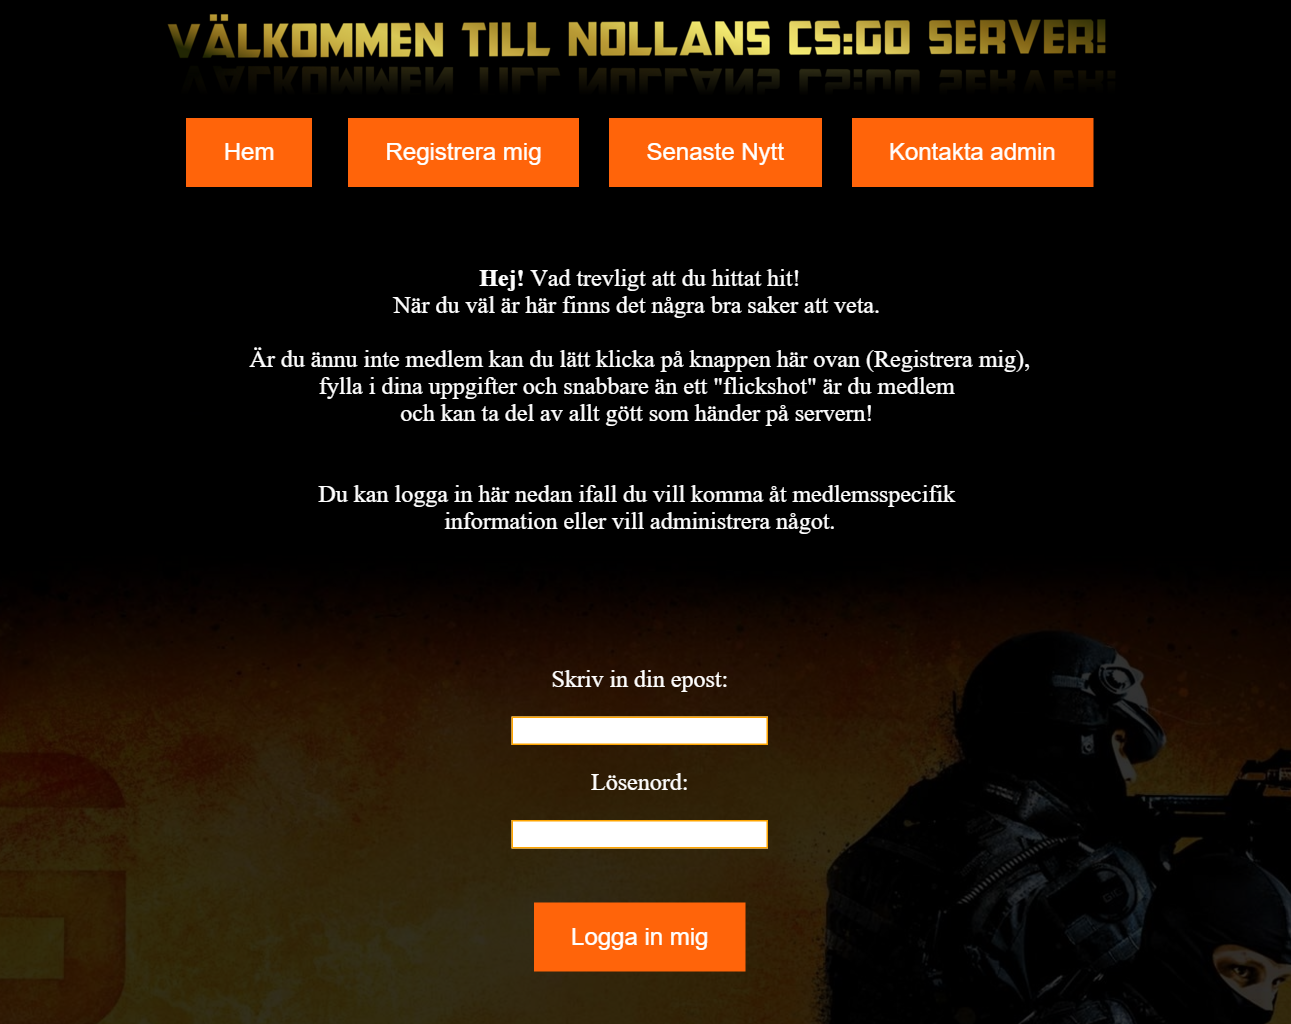 VÄLKOMMEN TILL NOLLANS CS:GO SERVER!
Hem
Registrera mig
Senaste Nytt
Kontakta admin
Hej! Vad trevligt att du hittat hit!
När du väl är här finns det några bra saker att veta.
Är du ännu inte medlem kan du lätt klicka på knappen här ovan (Registrera mig),
fylla i dina uppgifter och snabbare än ett "flickshot" är du medlem
och kan ta del av allt gött som händer på servern!
Du kan logga in här nedan ifall du vill komma åt medlemsspecifik
information eller vill administrera något.
Skriv in din epost:
Lösenord:
Logga in mig